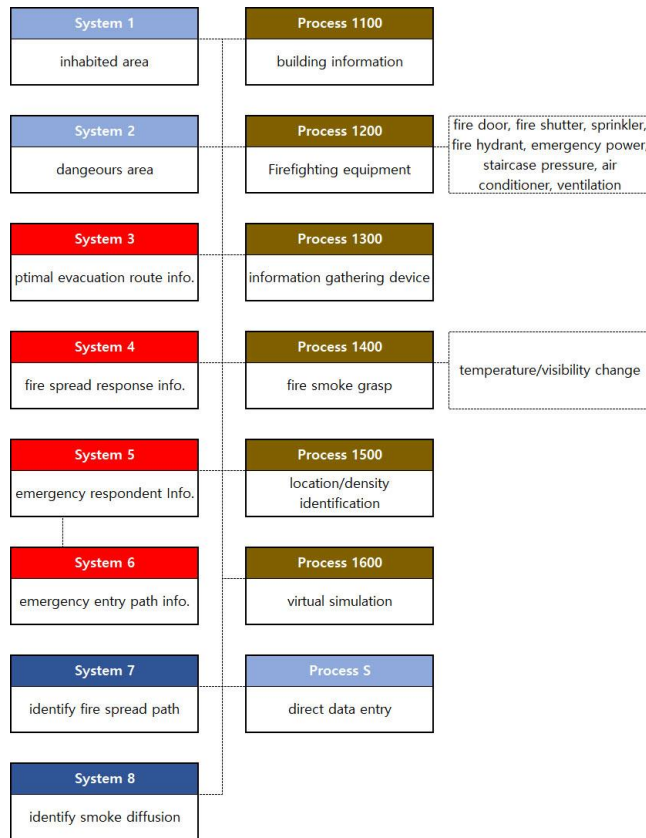 System 1
inhabited area
Process 1100
building information
System 2
dangeours area
Process 1200
Firefighting equipment
fire door, fire shutter, sprinkler,
fire hydrant, emergency power,
staircase pressure, air
conditioner, ventilation
System 3
ptimal evacuation route info.
Process 1300
information gathering device
System 4
fire spread response info.
Process 1400
fire smoke grasp
temperature/visibility change
System 5
emergency respondent Info.
Process 1500
location/density
identification
System 6
emergency entry path info.
Process 1600
virtual simulation
System 7
identify fire spread path
Process S
direct data entry
System 8
identify smoke diffusion